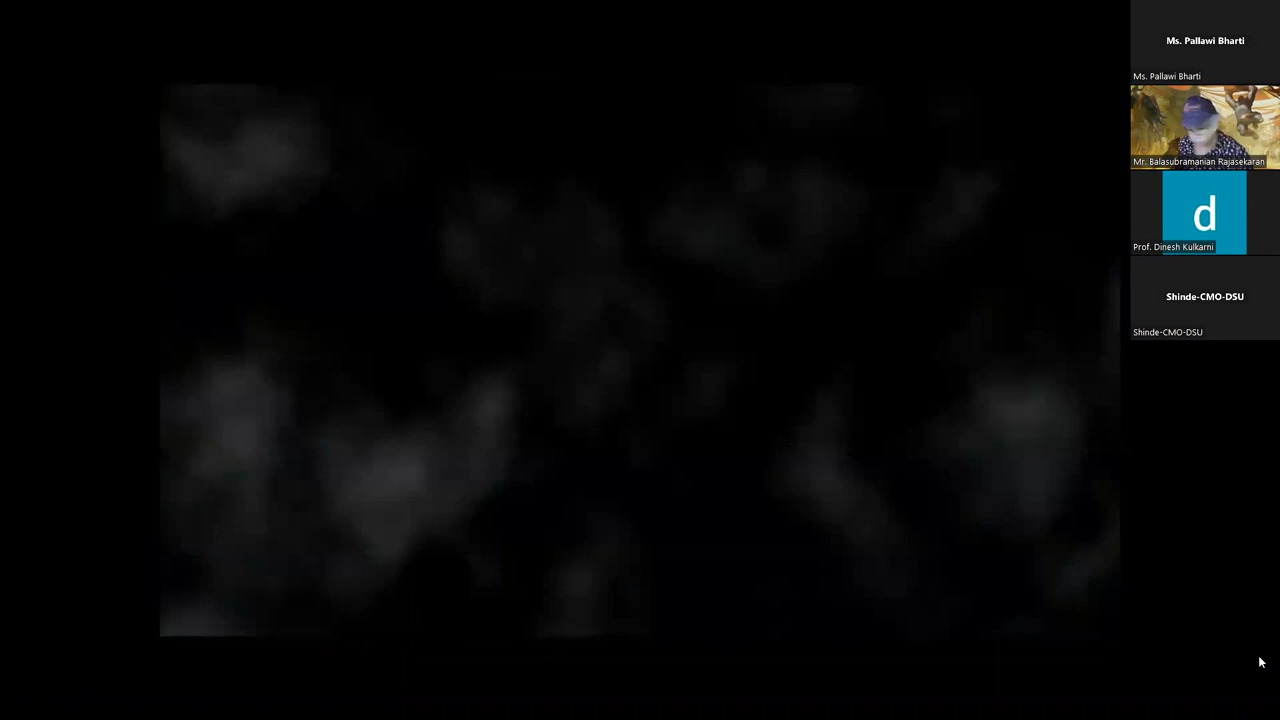 Ms. Pallawi Bharti
Ms. Pallawi Bharti
Mr. Balasubramanian Rajasekaran
d
Prof. Dinesh Kulkarni
Shinde-CMO-DSU
Shinde-CMO-DSU